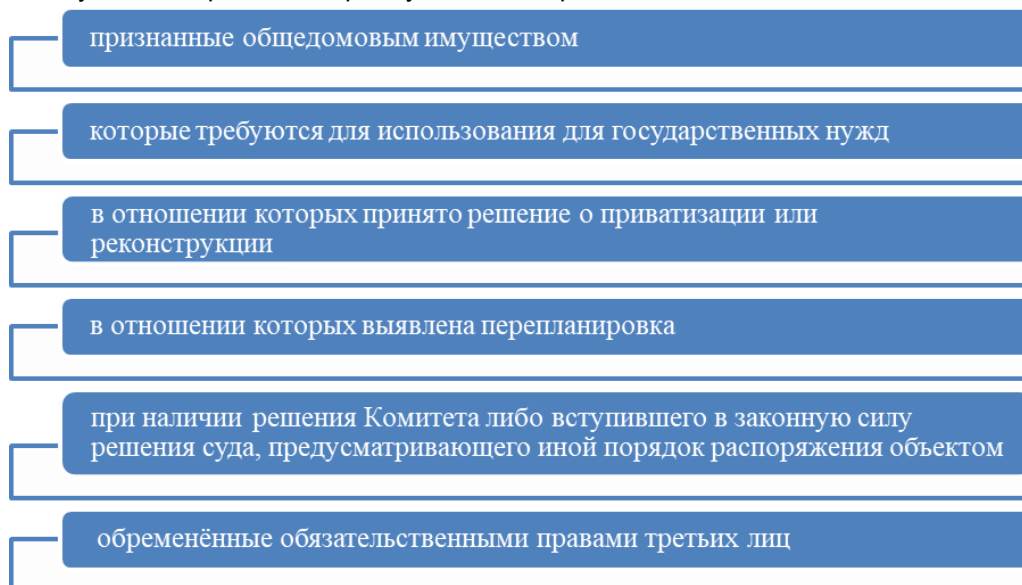 признанные общедомовым имуществом
которые требуются для использования для государственных нужд
в отношении которых принято решение о приватизации или
реконструкции
в отношении которых выявлена перепланировка
при наличии решения Комитета либо вступившего в законную силу
решения суда, предусматривающего иной порядок распоряжения объектом
обременённые обязательственными правами третьих лиц